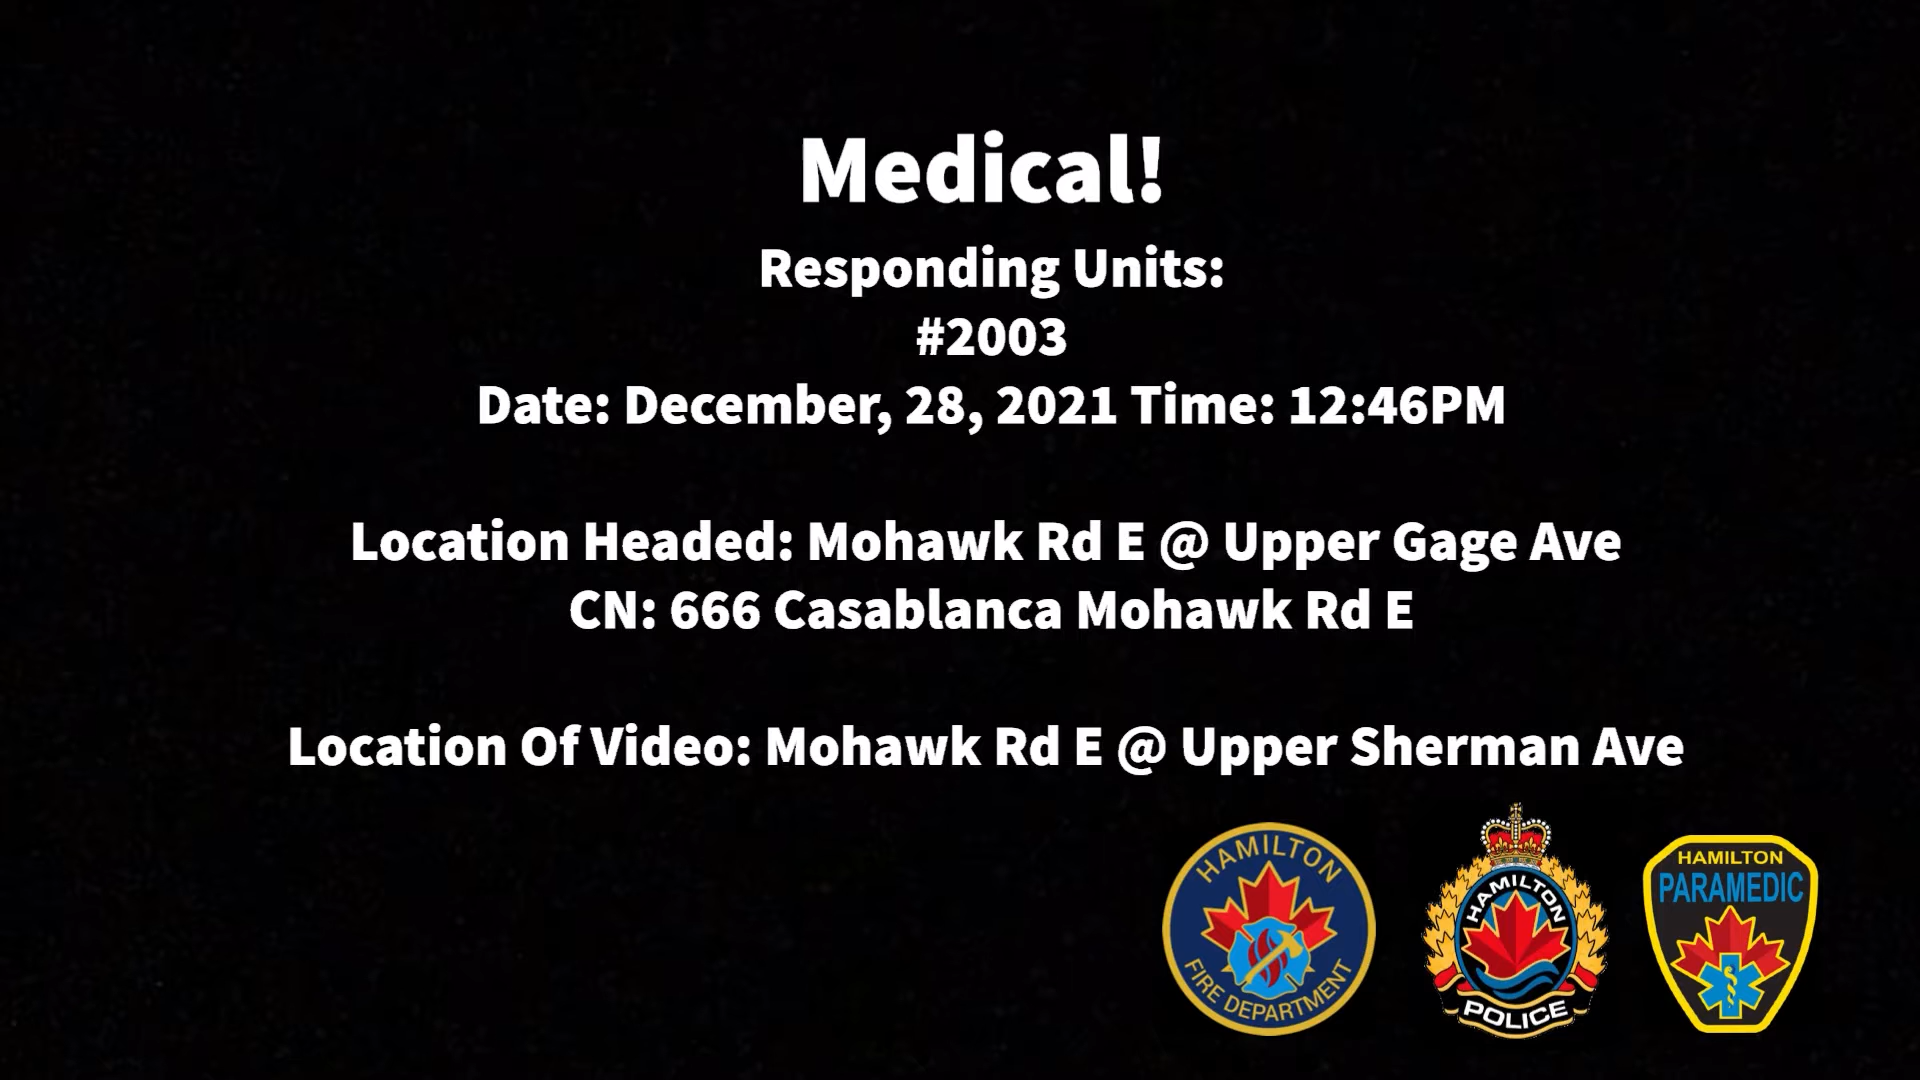 Medical!
Responding Units:
#2003
Date: December, 28, 2021 Time: 12:46PM
Location Headed: Mohawk Rd E @ Upper Gage Ave
CN: 666 Casablanca Mohawk Rd E
Location Of Video: Mohawk Rd E @ Upper Sherman Ave
HAMILTON
FIRE DEPARTMENT
HAMILTON
POLICE
HAMILTON
PARAMEDIC